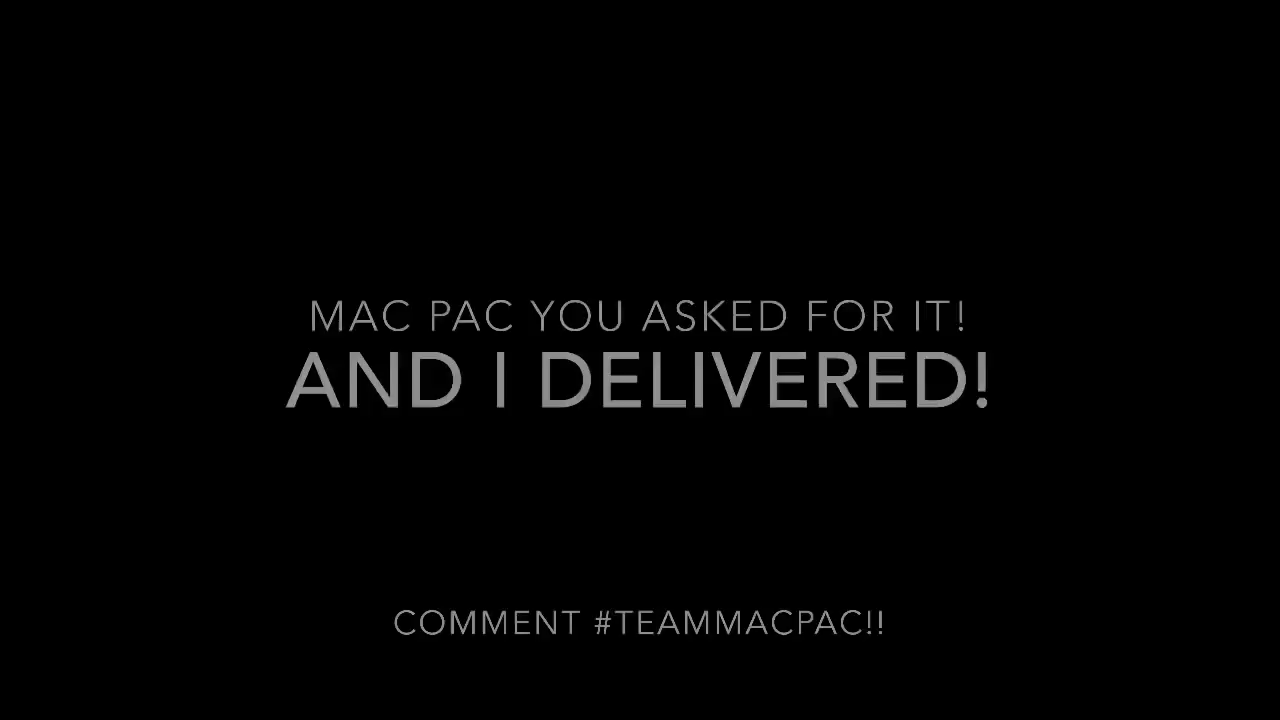 MAC PAC YOU ASKED FOR IT!
AND I DELIVERED!
COMMENT #TEAMMACPAC!!